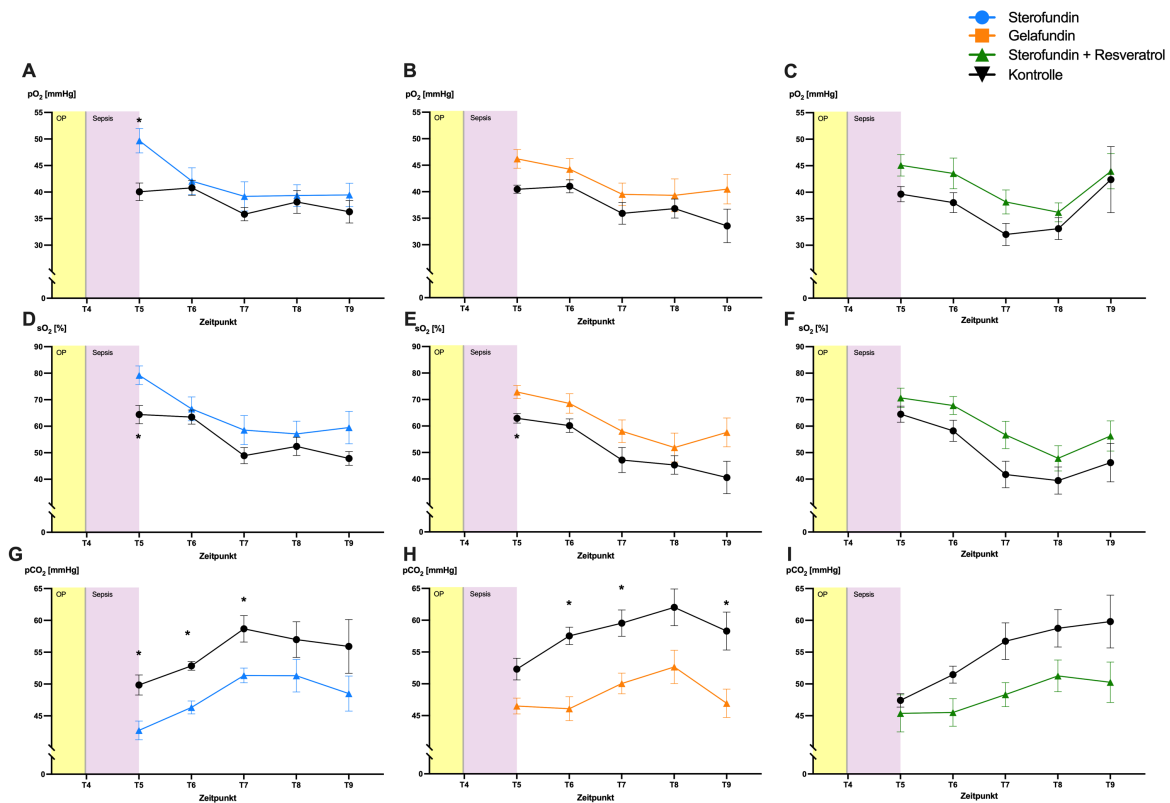 Sterofundin
Gelafundin
Sterofundin + Resveratrol
Kontrolle
A
pO2 [mmHg]
OP
Sepsis
*
55
50
45
40
35
30
0
T4
T5
T6
T7
T8
T9
Zeitpunkt
B
pO2 [mmHg]
OP
Sepsis
55
50
45
40
35
30
0
T4
T5
T6
T7
T8
T9
Zeitpunkt
C
pO2 [mmHg]
OP
Sepsis
55
50
45
40
35
30
0
T4
T5
T6
T7
T8
T9
Zeitpunkt
D
sO2 [%]
OP
Sepsis
*
90
80
70
60
50
40
0
T4
T5
T6
T7
T8
T9
Zeitpunkt
E
sO2 [%]
OP
Sepsis
*
90
80
70
60
50
40
0
T4
T5
T6
T7
T8
T9
Zeitpunkt
F
sO2 [%]
OP
Sepsis
90
80
70
60
50
40
0
T4
T5
T6
T7
T8
T9
Zeitpunkt
G
pCO2 [mmHg]
OP
Sepsis
* * *
65
60
55
50
45
0
T4
T5
T6
T7
T8
T9
Zeitpunkt
H
pCO2 [mmHg]
OP
Sepsis
* * *
65
60
55
50
45
0
T4
T5
T6
T7
T8
T9
Zeitpunkt
I
pCO2 [mmHg]
OP
Sepsis
65
60
55
50
45
0
T4
T5
T6
T7
T8
T9
Zeitpunkt